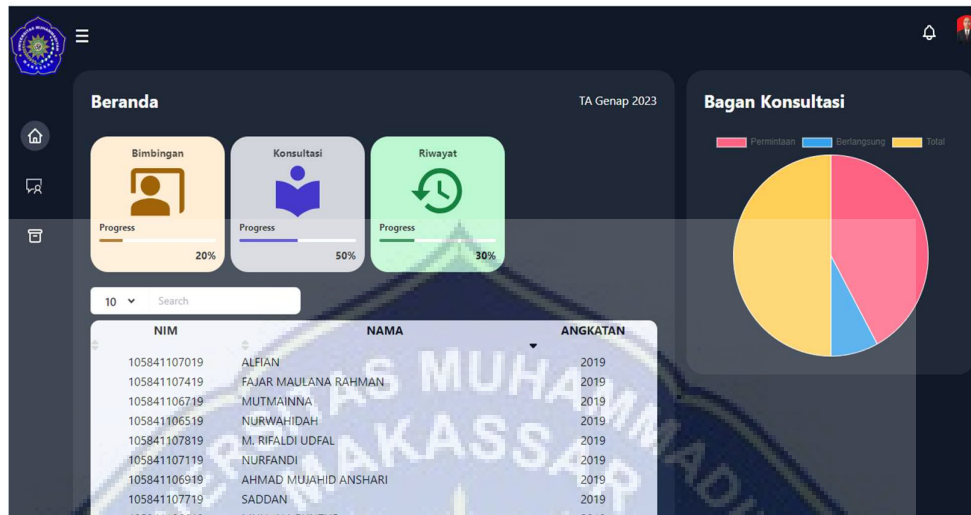 Beranda
TA Genap 2023
Bimbingan
Progress
20%
Konsultasi
Progress
50%
Riwayat
Progress
30%
10 Search
NIM NAMA ANGKATAN
105841107019 ALFIAN 2019
105841107419 FAJAR MAULANA RAHMAN 2019
105841106719 MUTMAINNA 2019
105841106519 NURWAHIDAH 2019
105841107819 M. RIFALDI UDFAL 2019
105841107119 NURFANDI 2019
105841106919 AHMAD MUJAHID ANSHARI 2019
105841107719 SADDAN 2019
Bagan Konsultasi
Permintaan Berlangsung Total
MUHAMMADI
MAKASSAR